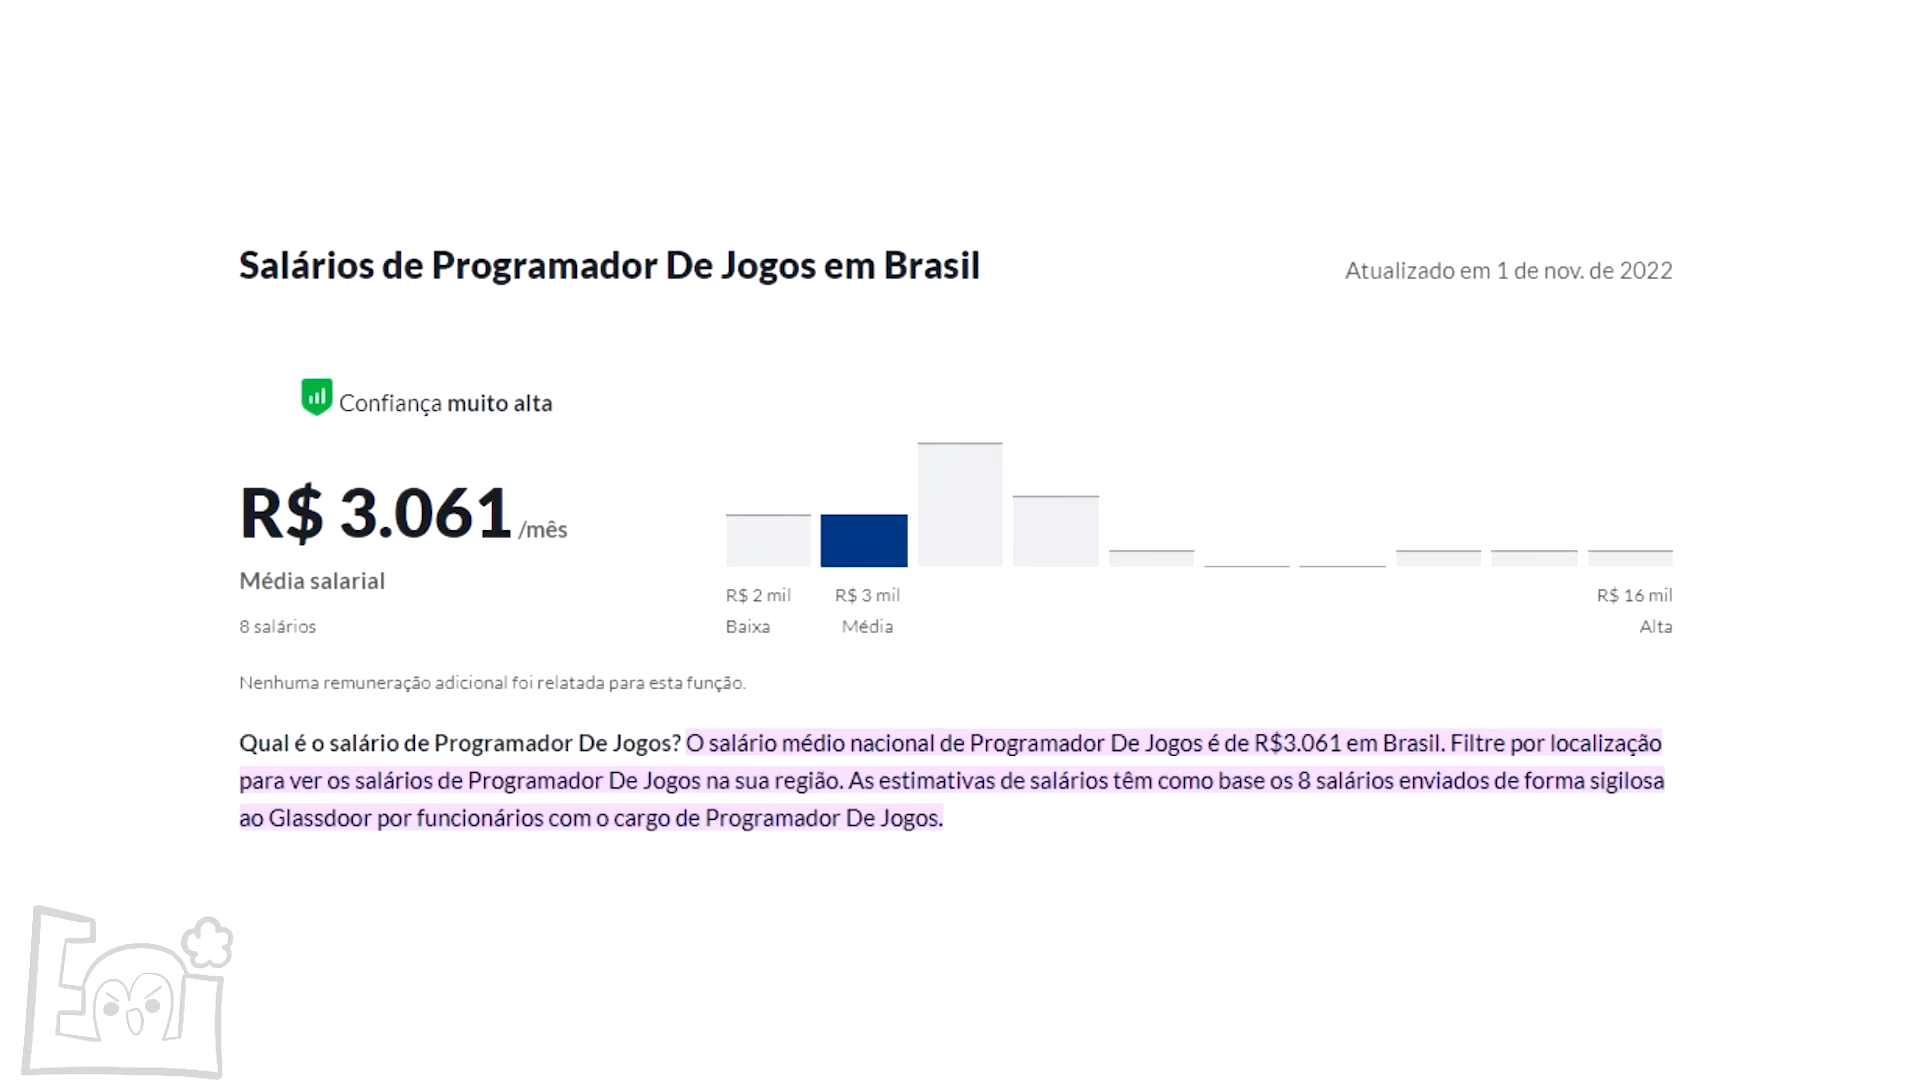 Salários de Programador De Jogos em Brasil
Atualizado em 1 de nov. de 2022
Confiança muito alta
R$ 3.061 /mês
Média salarial
8 salários
R$ 2 mil
Baixa
R$ 3 mil
Média
R$ 16 mil
Alta
Nenhuma remuneração adicional foi relatada para esta função.
Qual é o salário de Programador De Jogos? O salário médio nacional de Programador De Jogos é de R$3.061 em Brasil. Filtre por localização
para ver os salários de Programador De Jogos na sua região. As estimativas de salários têm como base os 8 salários enviados de forma sigilosa
ao Glassdoor por funcionários com o cargo de Programador De Jogos.